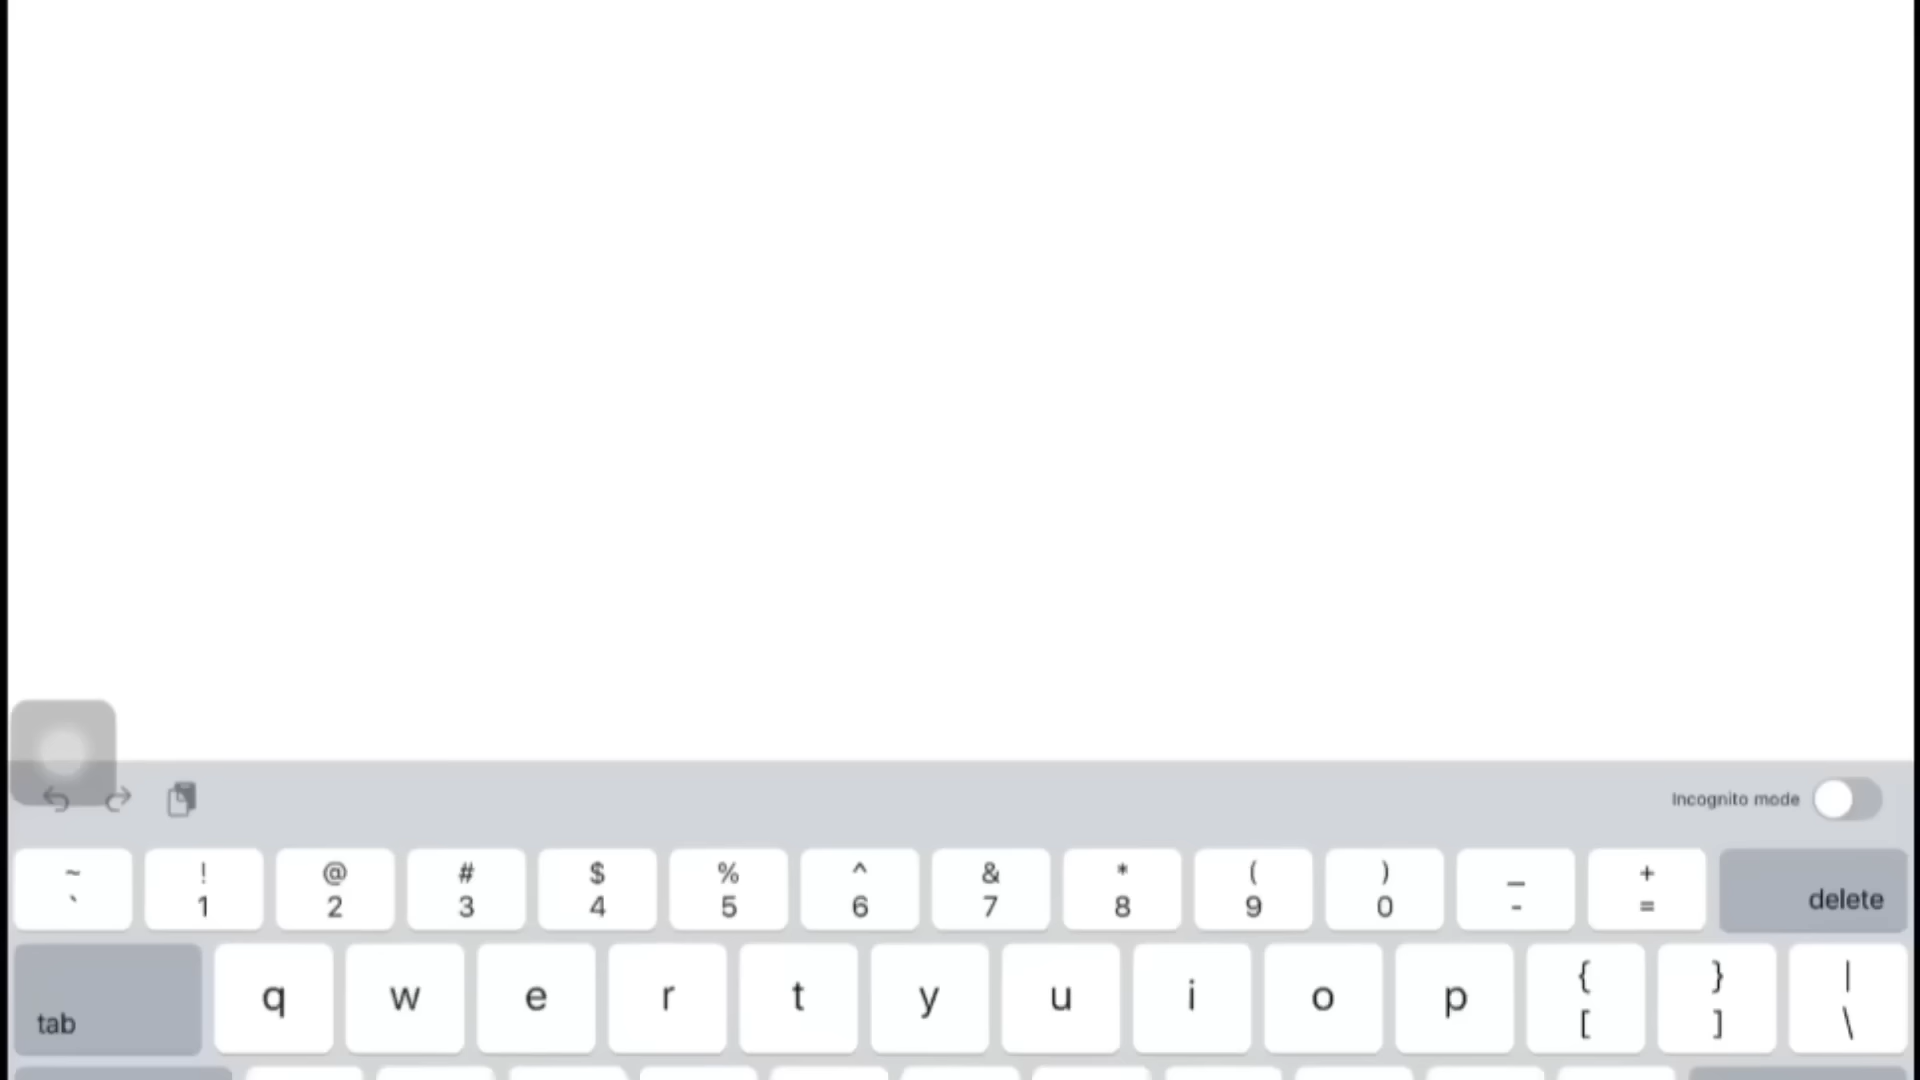 Incognito mode
~ ! @ # $ % ^ & * ( ) _ +
` 1 2 3 4 5 6 7 8 9 0 - = delete
q w e r t y u i o p { } |
tab [ ] \